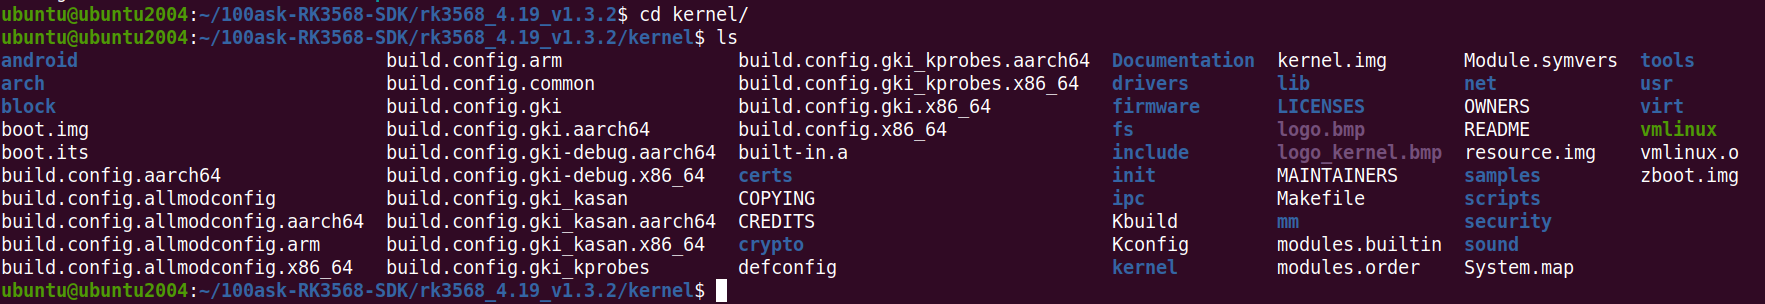 ubuntu@ubuntu2004:~/100ask-RK3568-SDK/rk3568_4.19_v1.3.2$ cd kernel/
ubuntu@ubuntu2004:~/100ask-RK3568-SDK/rk3568_4.19_v1.3.2/kernel$ ls
android build.config.arm build.config.gki_kprobes.aarch64 Documentation kernel.img Module.symvers tools
arch build.config.common build.config.gki_kprobes.x86_64 drivers lib net usr
block build.config.gki build.config.gki.x86_64 firmware LICENSES OWNERS virt
boot.img build.config.gki.aarch64 build.config.x86_64 fs logo.bmp README vmlinux
boot.its build.config.gki-debug.aarch64 built-in.a include logo_kernel.bmp resource.img vmlinux.o
build.config.aarch64 build.config.gki-debug.x86_64 certs init MAINTAINERS samples zboot.img
build.config.allmodconfig build.config.gki_kasan COPYING ipc Makefile scripts
build.config.allmodconfig.aarch64 build.config.gki_kasan.aarch64 CREDITS Kbuild mm security
build.config.allmodconfig.arm build.config.gki_kasan.x86_64 crypto Kconfig modules.builtin sound
build.config.allmodconfig.x86_64 build.config.gki_kprobes defconfig kernel modules.order System.map
ubuntu@ubuntu2004:~/100ask-RK3568-SDK/rk3568_4.19_v1.3.2/kernel$